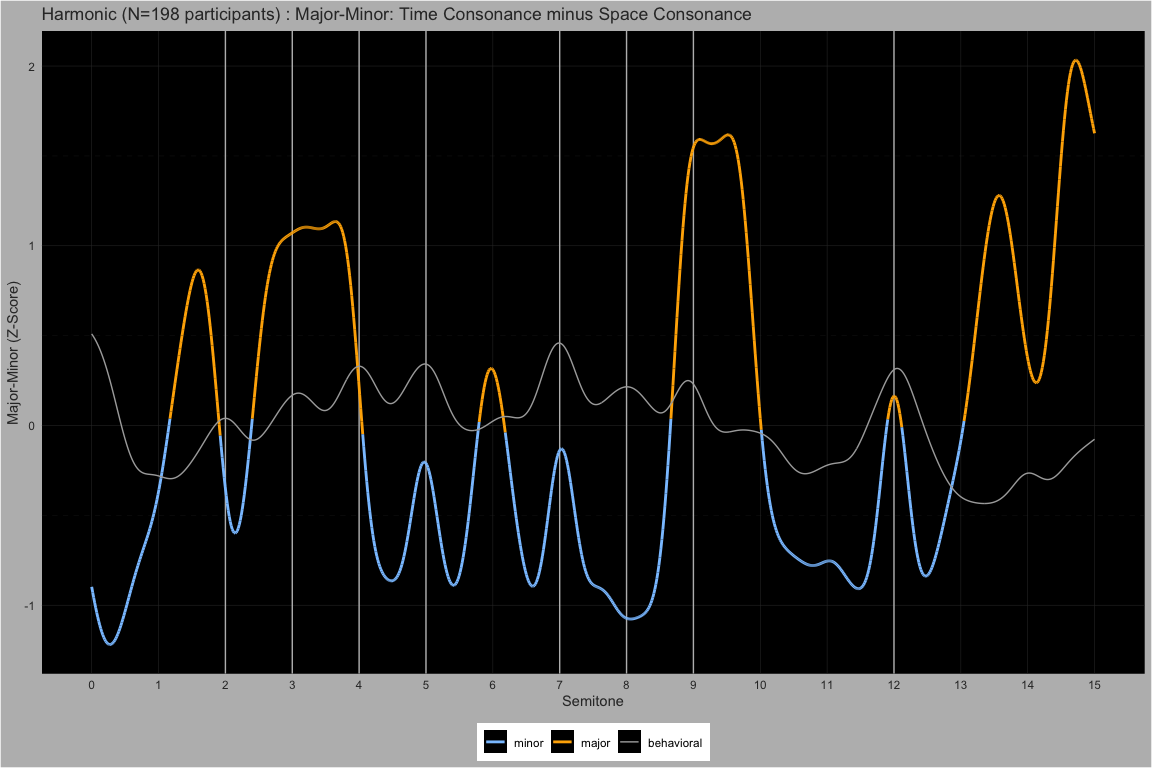 Harmonic (N=198 participants) : Major-Minor: Time Consonance minus Space Consonance
Major-Minor (Z-Score)
2
1
0
-1
0 1 2 3 4 5 6 7 8 9 10 11 12 13 14 15
Semitone
minor major behavioral